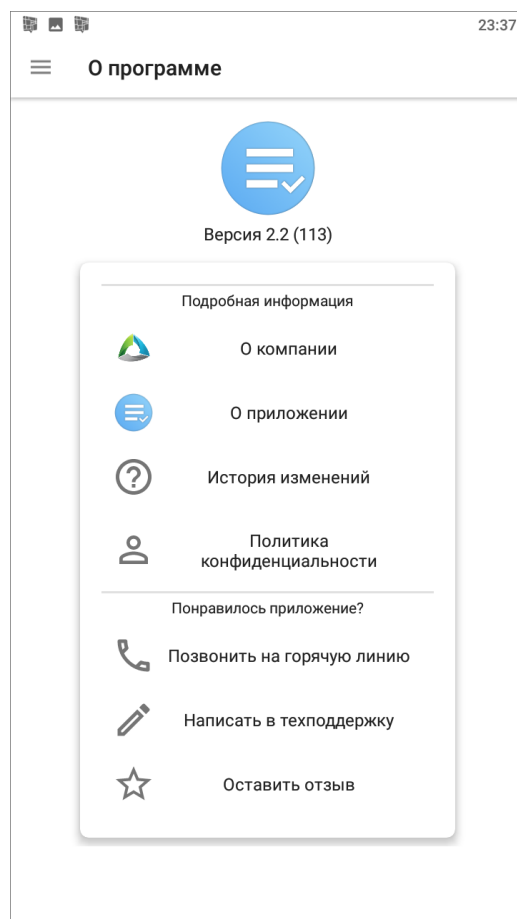 23:37
О программе
Версия 2.2 (113)
Подробная информация
О компании
О приложении
История изменений
Политика
конфиденциальности
Понравилось приложение?
Позвонить на горячую линию
Написать в техподдержку
Оставить отзыв